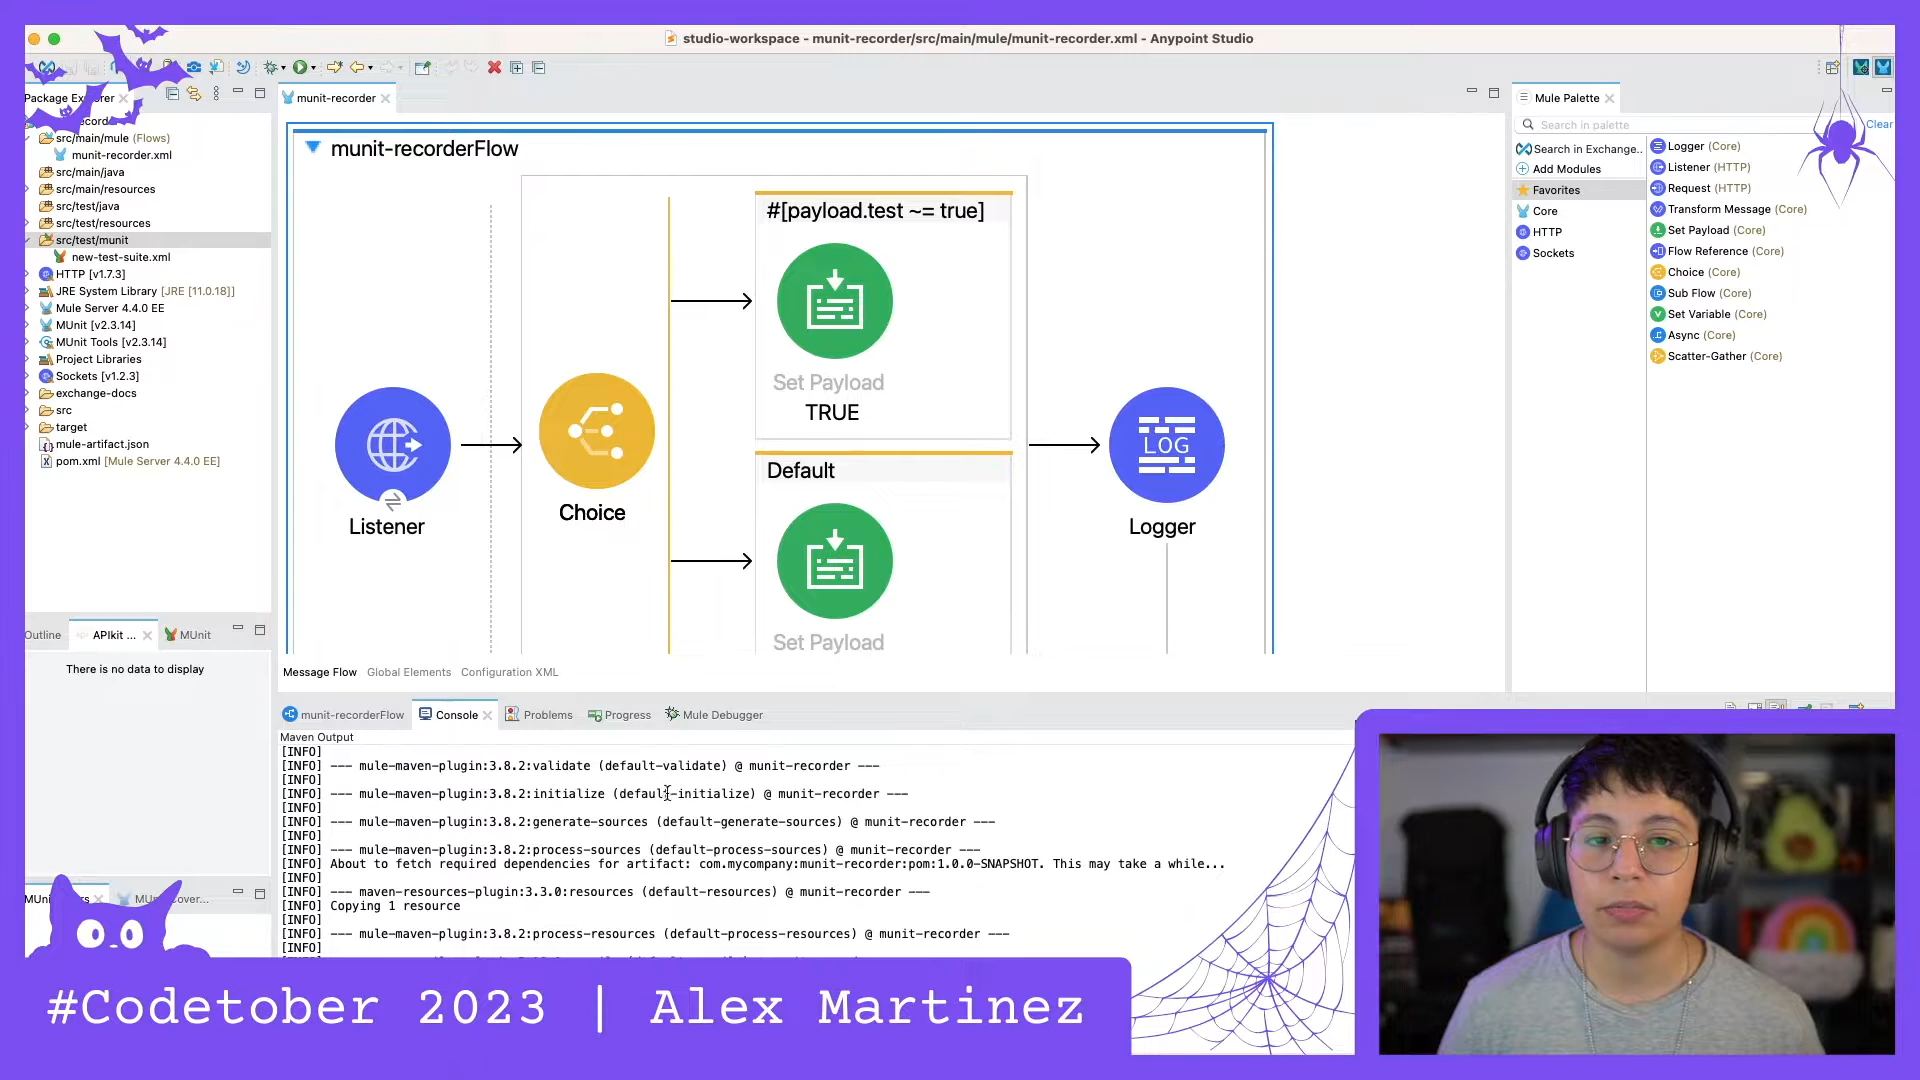 studio-workspace - munit-recorder/src/main/mule/munit-recorder.xml - Anypoint Studio
munit-recorder
src/main/mule (Flows)
munit-recorder.xml
src/main/java
src/main/resources
src/test/java
src/test/resources
src/test/munit
new-test-suite.xml
HTTP [v1.7.3]
JRE System Library [JRE [11.0.18]]
Mule Server 4.4.0 EE
MUnit [v2.3.14]
MUnit Tools [v2.3.14]
Project Libraries
Sockets [v1.2.3]
exchange-docs
src
target
mule-artifact.json
pom.xml [Mule Server 4.4.0 EE]
Outline
APIkit ...
MUnit
There is no data to display
munit-recorderFlow
#[payload.test ~= true]
Set Payload
TRUE
Default
Set Payload
Listener
Choice
LOG
Logger
Message Flow
Global Elements
Configuration XML
Mule Palette
Search in palette
Clear
Search in Exchange..
Add Modules
Favorites
Core
HTTP
Sockets
Logger (Core)
Listener (HTTP)
Request (HTTP)
Transform Message (Core)
Set Payload (Core)
Flow Reference (Core)
Choice (Core)
Sub Flow (Core)
Set Variable (Core)
Async (Core)
Scatter-Gather (Core)
munit-recorderFlow
Console
Problems
Progress
Mule Debugger
Maven Output
[INFO]
[INFO] --- mule-maven-plugin:3.8.2:validate (default-validate) @ munit-recorder ---
[INFO]
[INFO] --- mule-maven-plugin:3.8.2:initialize (default-initialize) @ munit-recorder ---
[INFO]
[INFO] --- mule-maven-plugin:3.8.2:generate-sources (default-generate-sources) @ munit-recorder ---
[INFO]
[INFO] --- mule-maven-plugin:3.8.2:process-sources (default-process-sources) @ munit-recorder ---
[INFO] About to fetch required dependencies for artifact: com.mycompany:munit-recorder:pom:1.0.0-SNAPSHOT. This may take a while...
[INFO]
[INFO] --- maven-resources-plugin:3.3.0:resources (default-resources) @ munit-recorder ---
[INFO] Copying 1 resource
[INFO]
[INFO] --- mule-maven-plugin:3.8.2:process-resources (default-process-resources) @ munit-recorder ---
[INFO]
#Codetober 2023 | Alex Martinez